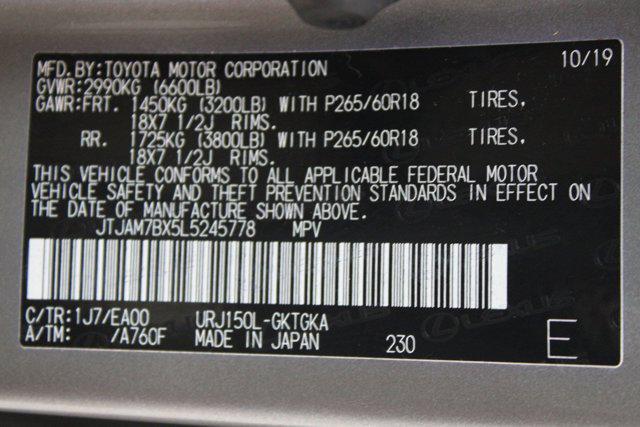 MFD.BY:TOYOTA MOTOR CORPORATION 10/19
GVWR:2990KG (6600LB)
GAWR:FRT. 1450KG (3200LB) WITH P265/60R18 TIRES,
18X7 1/2J RIMS.
RR. 1725KG (3800LB) WITH P265/60R18 TIRES,
18X7 1/2J RIMS.
THIS VEHICLE CONFORMS TO ALL APPLICABLE FEDERAL MOTOR
VEHICLE SAFETY AND THEFT PREVENTION STANDARDS IN EFFECT ON
THE DATE OF MANUFACTURE SHOWN ABOVE.
JTJAM7BX5L5245778 MPV
C/TR:1J7/EA00 URJ150L-GKTGKA
A/TM: /A760F MADE IN JAPAN 230 E
LEXUS